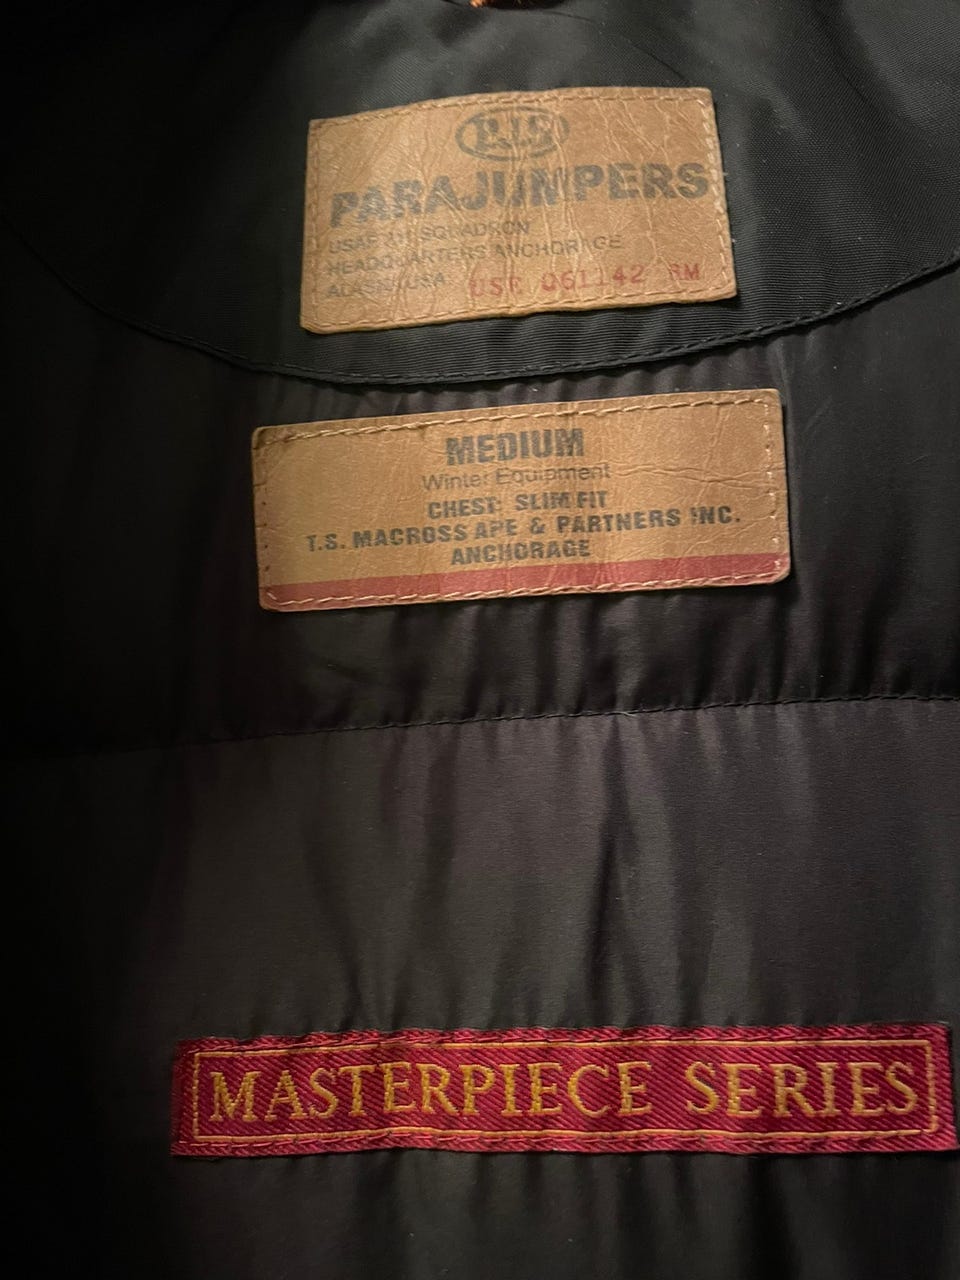 PJS
PARAJUMPERS
USAF 211 SQUADRON
HEADQUARTERS ANCHORAGE
ALASKA USA USE 061142 RM
MEDIUM
Winter Equipment
CHEST: SLIM FIT
T.S. MACROSS APE & PARTNERS INC.
ANCHORAGE
MASTERPIECE SERIES